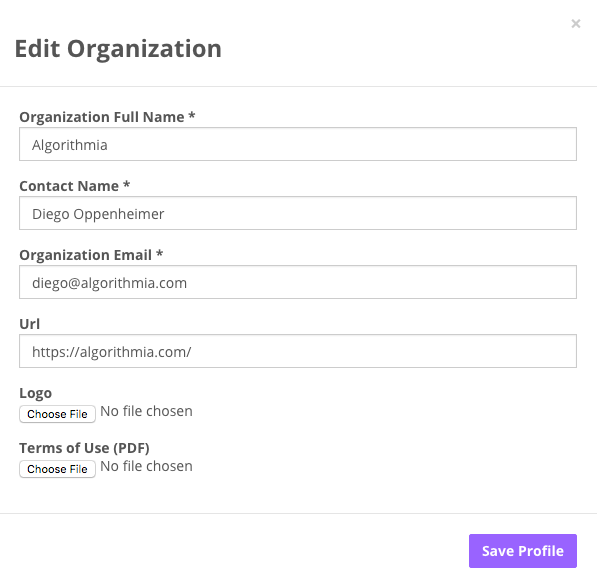 ×
Edit Organization
Organization Full Name *
Algorithmia
Contact Name *
Diego Oppenheimer
Organization Email *
diego@algorithmia.com
Url
https://algorithmia.com/
Logo
Choose File No file chosen
Terms of Use (PDF)
Choose File No file chosen
Save Profile